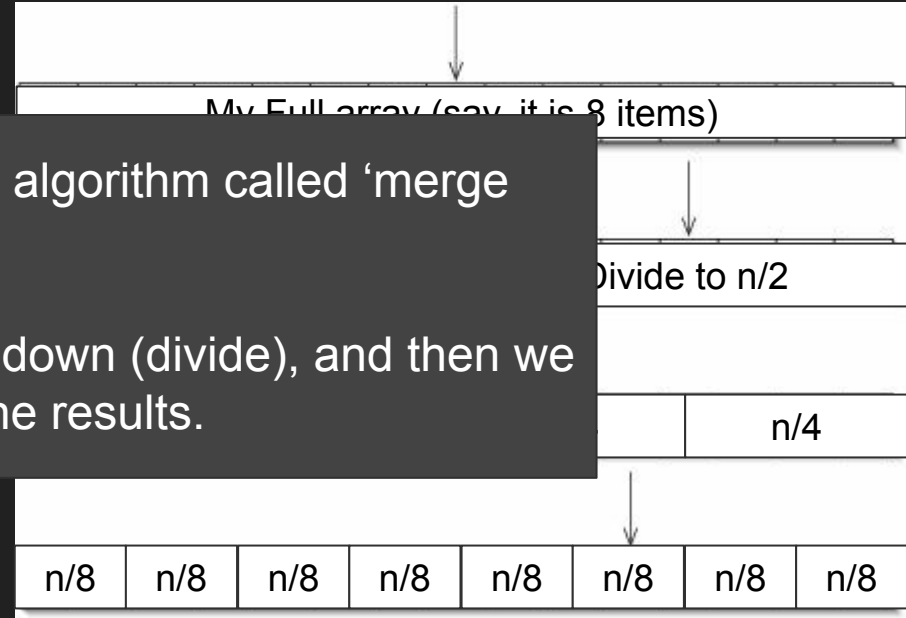 My Full array (say, it is 8 items)
algorithm called ‘merge
Divide to n/2
down (divide), and then we
results.
n/4
n/8 n/8 n/8 n/8 n/8 n/8 n/8 n/8